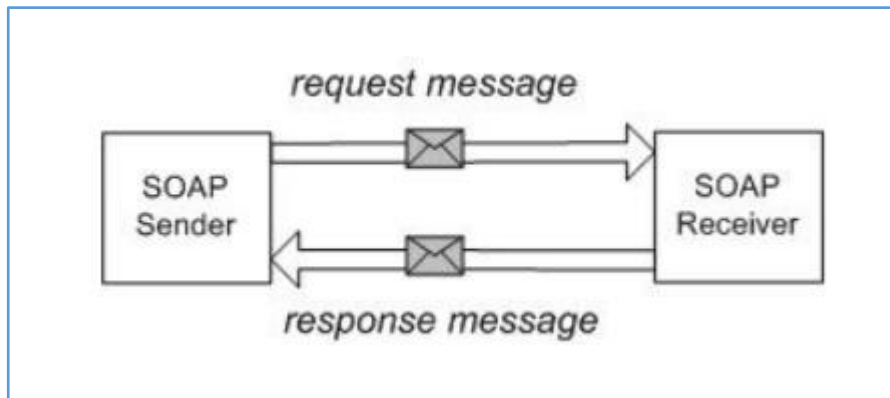 request message
SOAP
Sender
SOAP
Receiver
response message